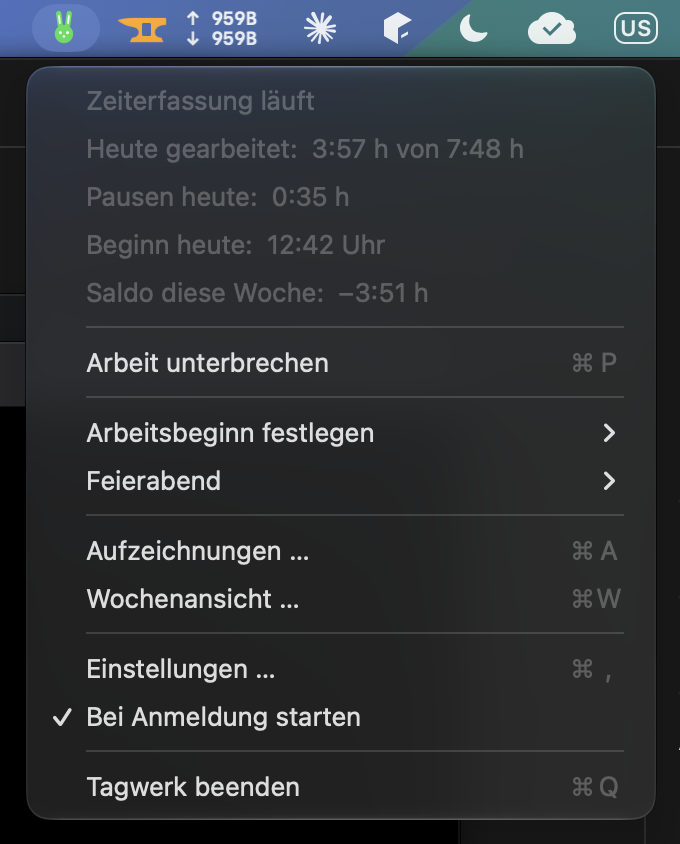 ↑ 959B
↓ 959B
US
Zeiterfassung läuft
Heute gearbeitet: 3:57 h von 7:48 h
Pausen heute: 0:35 h
Beginn heute: 12:42 Uhr
Saldo diese Woche: −3:51 h
Arbeit unterbrechen ⌘ P
Arbeitsbeginn festlegen
Feierabend
Aufzeichnungen ... ⌘ A
Wochenansicht ... ⌘ W
Einstellungen ... ⌘ ,
✓ Bei Anmeldung starten
Tagwerk beenden ⌘ Q